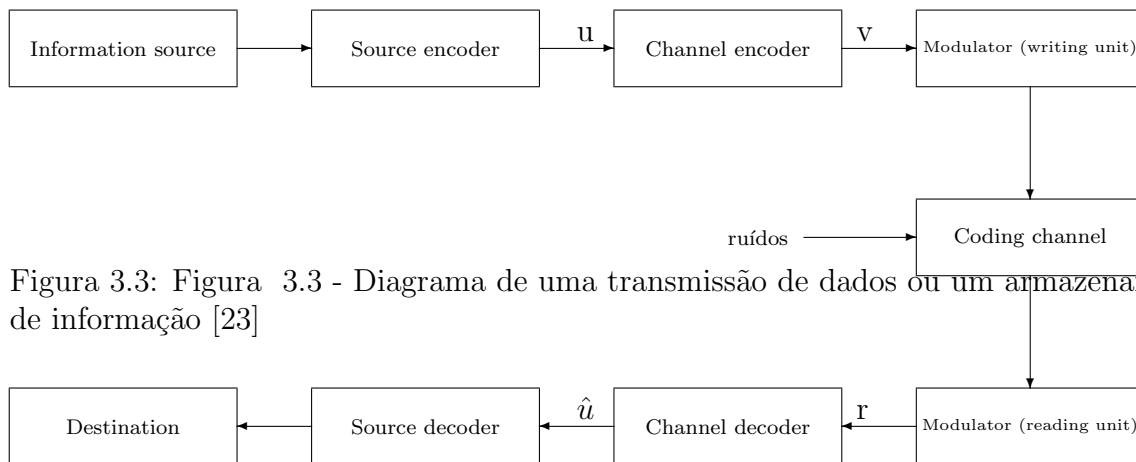 Information source
Source encoder
u
Channel encoder
v
Modulator (writing unit)
ruídos
Coding channel
Figura 3.3: Figura 3.3 - Diagrama de uma transmissão de dados ou um armazena
de informação [23]
Destination
Source decoder
û
Channel decoder
r
Modulator (reading unit)